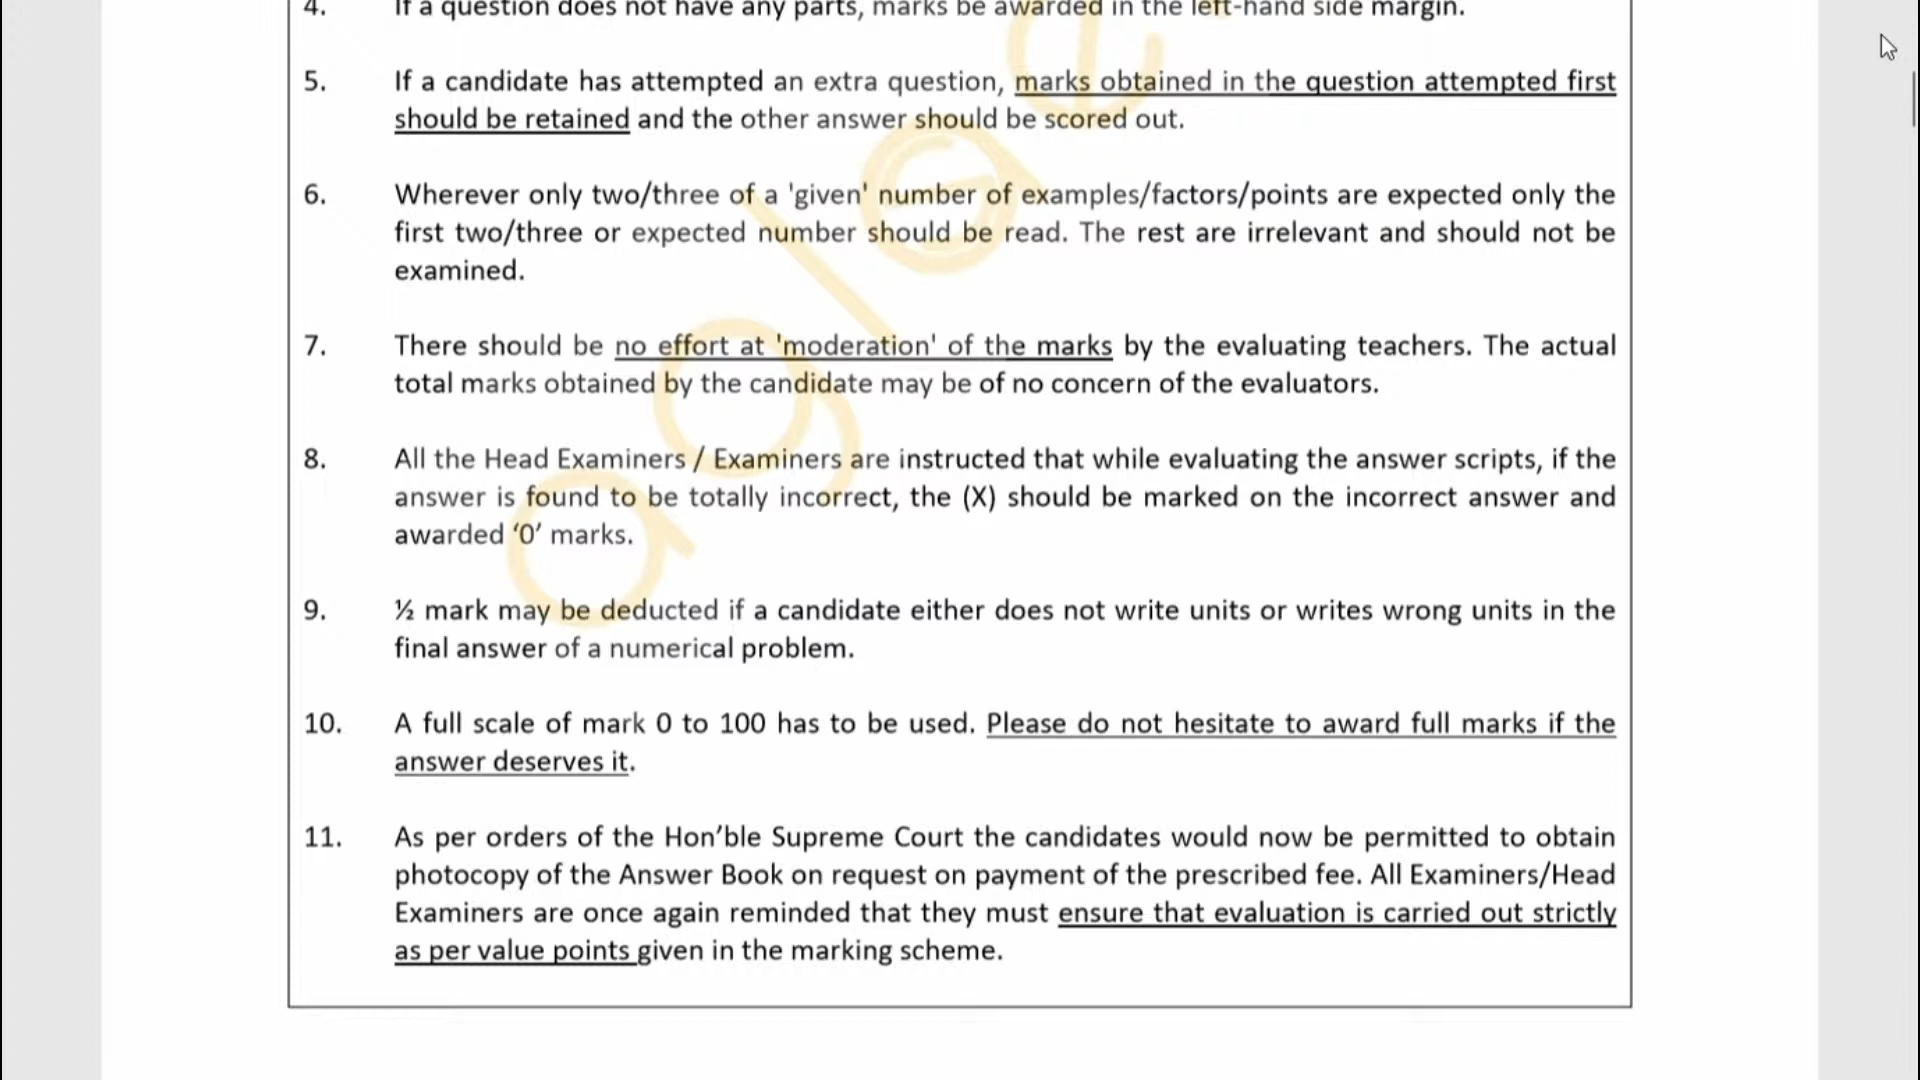 4. If a question does not have any parts, marks be awarded in the left-hand side margin.
5. If a candidate has attempted an extra question, marks obtained in the question attempted first
should be retained and the other answer should be scored out.
6. Wherever only two/three of a 'given' number of examples/factors/points are expected only the
first two/three or expected number should be read. The rest are irrelevant and should not be
examined.
7. There should be no effort at 'moderation' of the marks by the evaluating teachers. The actual
total marks obtained by the candidate may be of no concern of the evaluators.
8. All the Head Examiners / Examiners are instructed that while evaluating the answer scripts, if the
answer is found to be totally incorrect, the (X) should be marked on the incorrect answer and
awarded ‘0’ marks.
9. ½ mark may be deducted if a candidate either does not write units or writes wrong units in the
final answer of a numerical problem.
10. A full scale of mark 0 to 100 has to be used. Please do not hesitate to award full marks if the
answer deserves it.
11. As per orders of the Hon’ble Supreme Court the candidates would now be permitted to obtain
photocopy of the Answer Book on request on payment of the prescribed fee. All Examiners/Head
Examiners are once again reminded that they must ensure that evaluation is carried out strictly
as per value points given in the marking scheme.